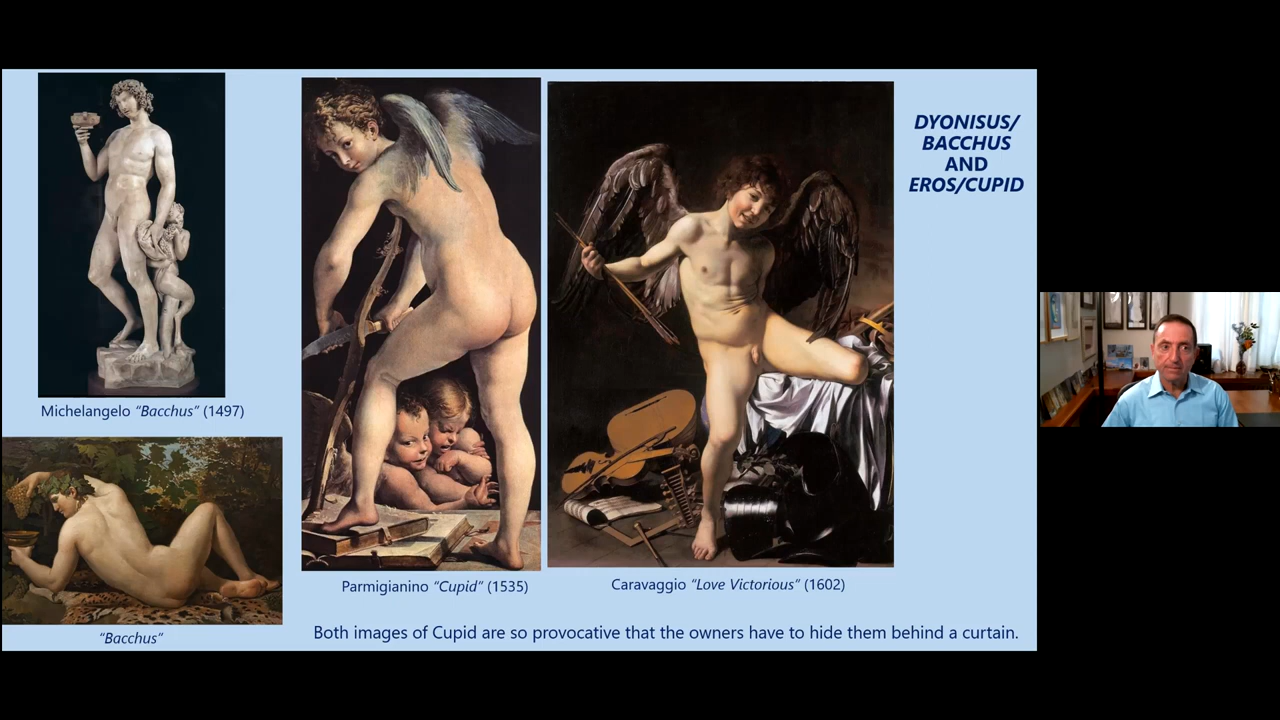 DYONISUS/
BACCHUS
AND
EROS/CUPID
Michelangelo “Bacchus” (1497)
“Bacchus”
Parmigianino “Cupid” (1535)
Caravaggio “Love Victorious” (1602)
Both images of Cupid are so provocative that the owners have to hide them behind a curtain.